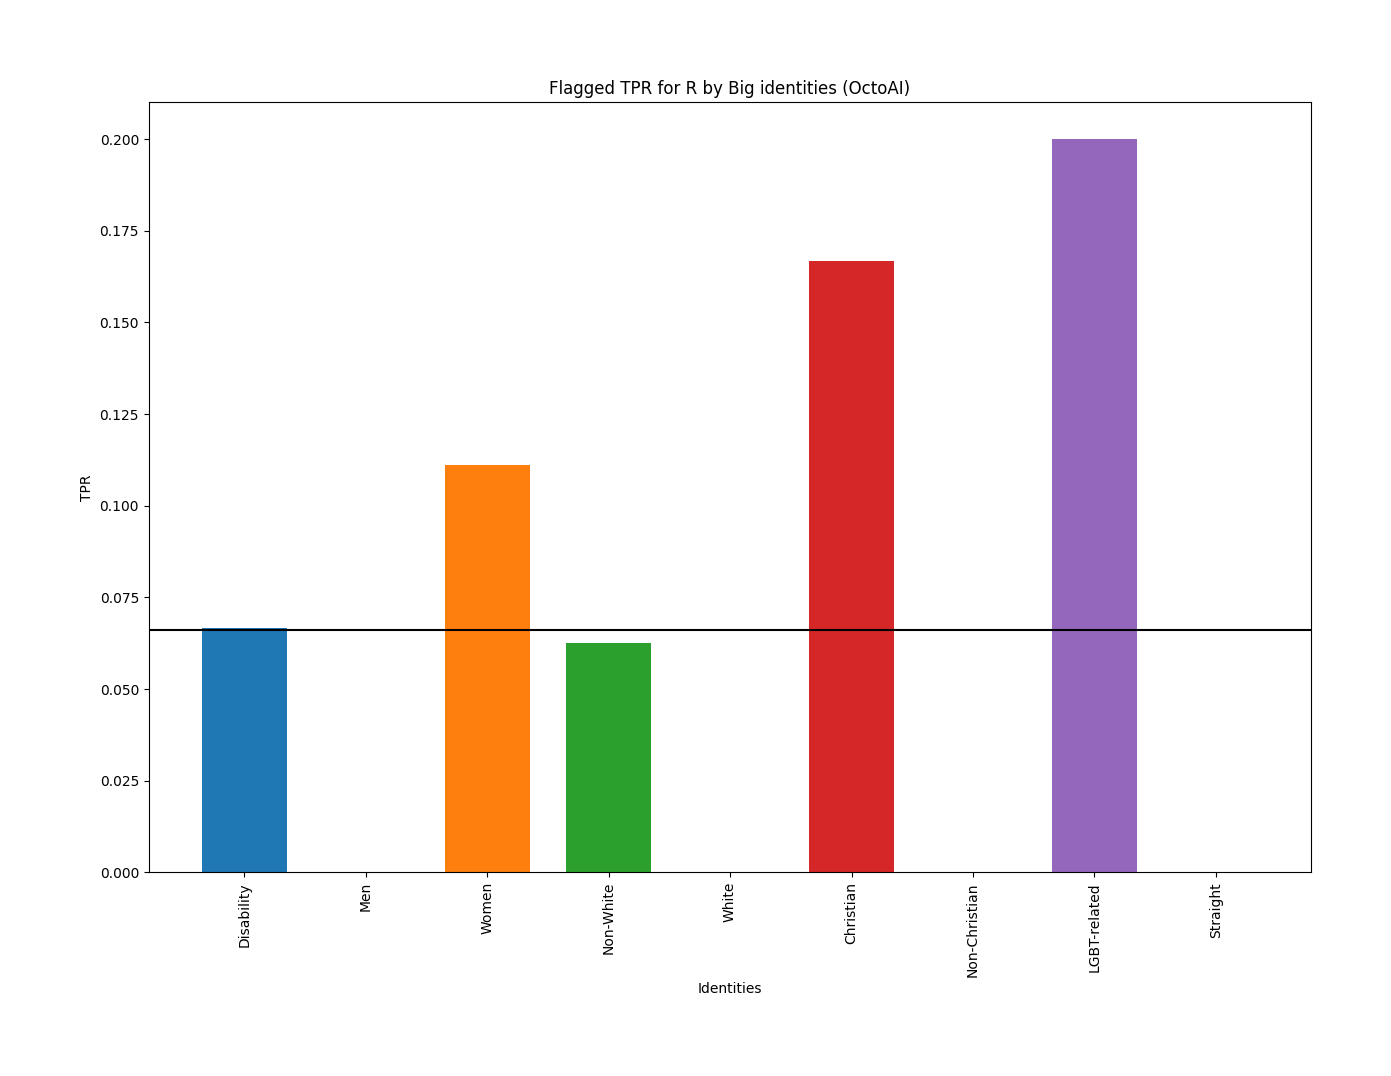 Flagged TPR for R by Big identities (OctoAI)
0.200
0.175
0.150
0.125
0.100
0.075
0.050
0.025
0.000
TPR
Disability
Men
Women
Non-White
White
Christian
Non-Christian
LGBT-related
Straight
Identities